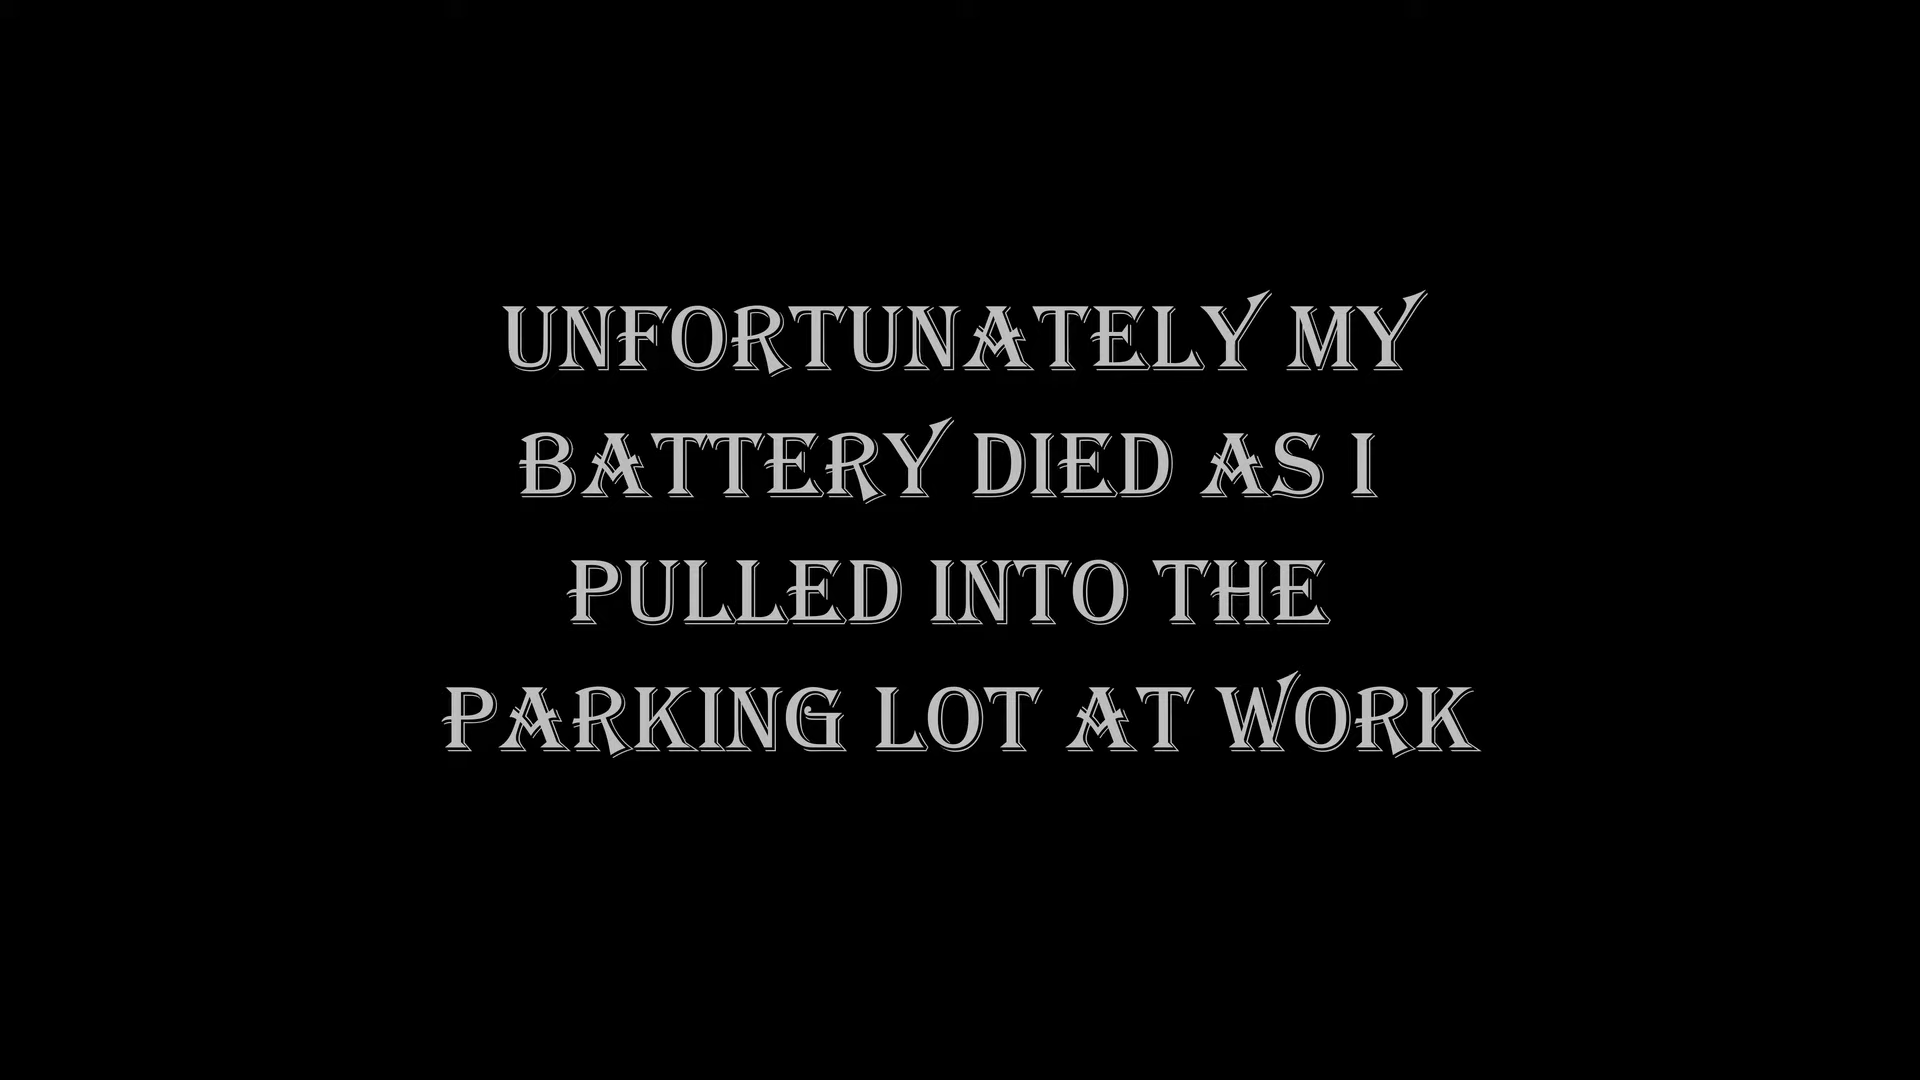 UNFORTUNATELY MY
BATTERY DIED AS I
PULLED INTO THE
PARKING LOT AT WORK